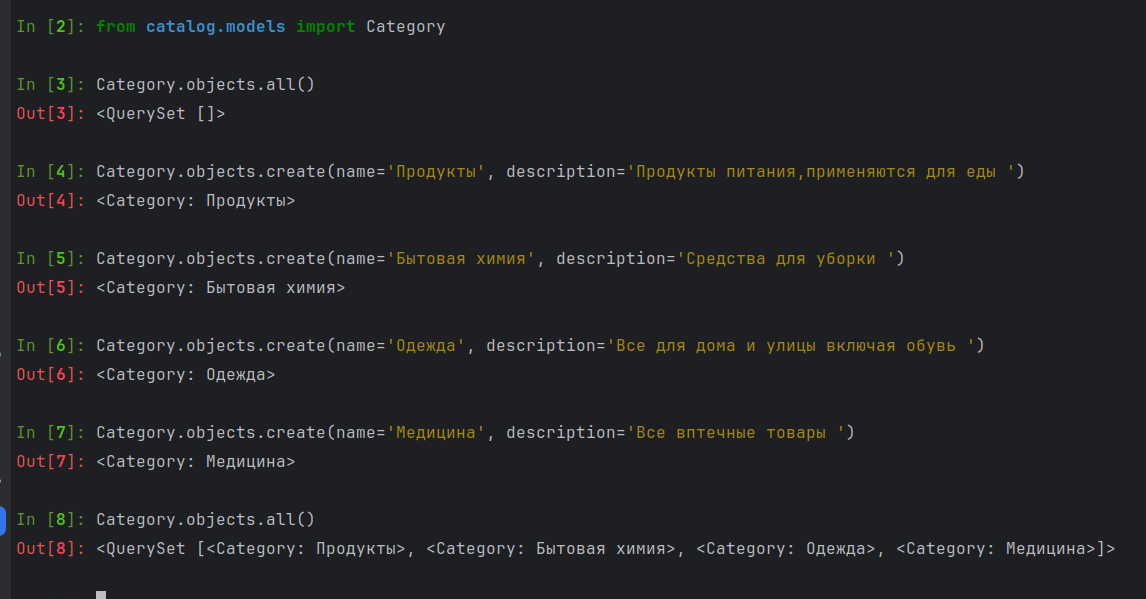 In [2]: from catalog.models import Category
In [3]: Category.objects.all()
Out[3]: <QuerySet []>
In [4]: Category.objects.create(name='Продукты', description='Продукты питания,применяются для еды ')
Out[4]: <Category: Продукты>
In [5]: Category.objects.create(name='Бытовая химия', description='Средства для уборки ')
Out[5]: <Category: Бытовая химия>
In [6]: Category.objects.create(name='Одежда', description='Все для дома и улицы включая обувь ')
Out[6]: <Category: Одежда>
In [7]: Category.objects.create(name='Медицина', description='Все вптечные товары ')
Out[7]: <Category: Медицина>
In [8]: Category.objects.all()
Out[8]: <QuerySet [<Category: Продукты>, <Category: Бытовая химия>, <Category: Одежда>, <Category: Медицина>]>